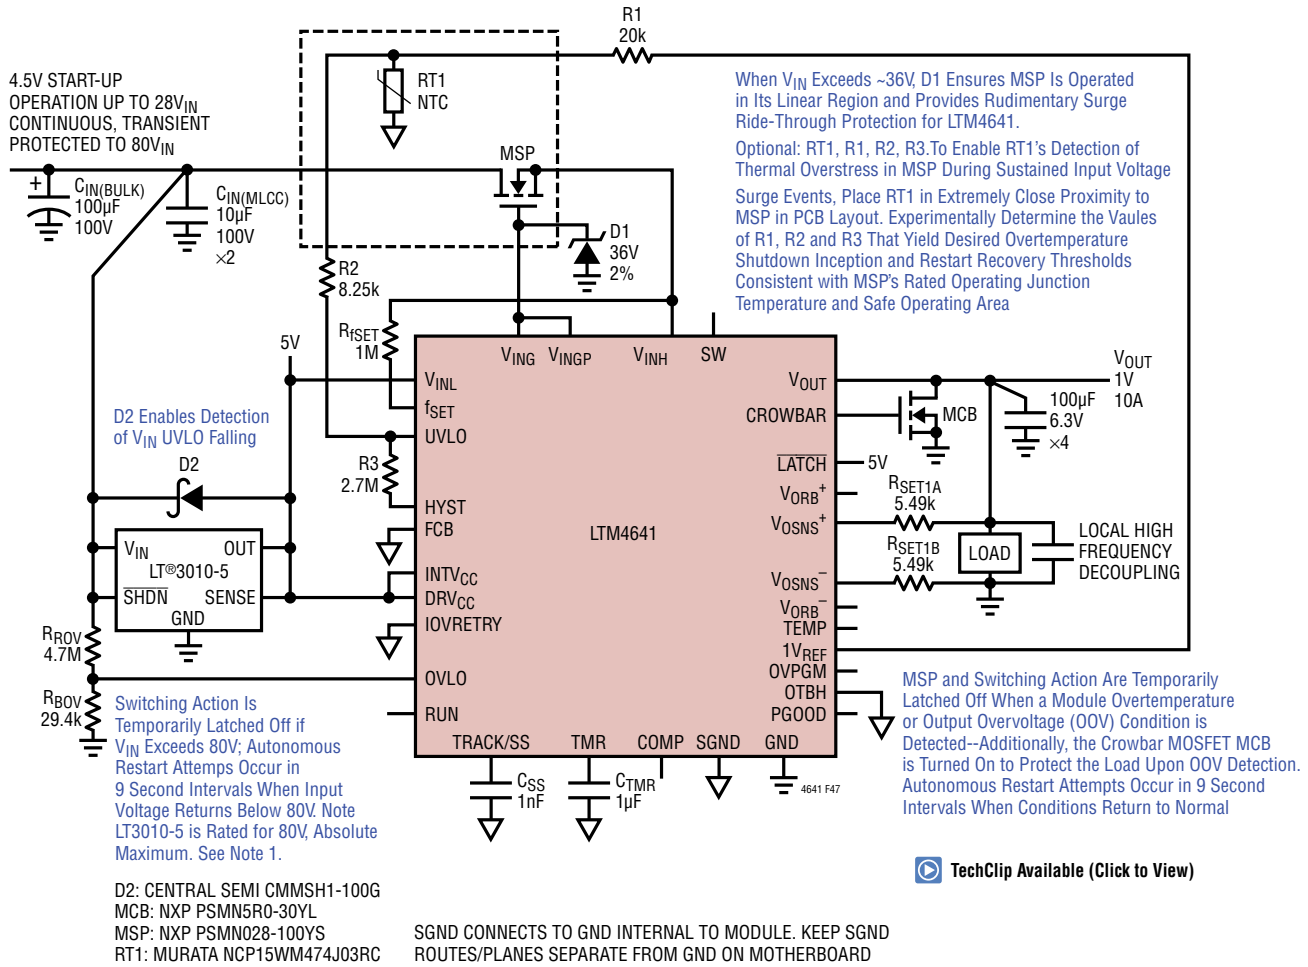 R1
20k
4.5V START-UP
OPERATION UP TO 28VIN
CONTINUOUS, TRANSIENT
PROTECTED TO 80VIN
RT1
NTC
When VIN Exceeds ~36V, D1 Ensures MSP Is Operated
in Its Linear Region and Provides Rudimentary Surge
Ride-Through Protection for LTM4641.
Optional: RT1, R1, R2, R3.To Enable RT1's Detection of
Thermal Overstress in MSP During Sustained Input Voltage
Surge Events, Place RT1 in Extremely Close Proximity to
MSP in PCB Layout. Experimentally Determine the Vaules
of R1, R2 and R3 That Yield Desired Overtemperature
Shutdown Inception and Restart Recovery Thresholds
Consistent with MSP's Rated Operating Junction
Temperature and Safe Operating Area
MSP
+
CIN(BULK)
100µF
100V
CIN(MLCC)
10µF
100V
×2
D1
36V
2%
R2
8.25k
RfSET
1M
5V
VING
VINGP
VINH
SW
VINL
fSET
UVLO
HYST
FCB
INTVCC
DRVCC
IOVRETRY
OVLO
RUN
TRACK/SS
TMR
COMP
SGND
GND
LTM4641
VOUT
CROWBAR
LATCH
5V
VORB+
VOSNS+
VOSNS–
VORB–
TEMP
1VREF
OVPGM
OTBH
PGOOD
VOUT
1V
10A
MCB
100µF
6.3V
×4
RSET1A
5.49k
RSET1B
5.49k
LOAD
LOCAL HIGH
FREQUENCY
DECOUPLING
D2 Enables Detection
of VIN UVLO Falling
D2
R3
2.7M
VIN
OUT
LT®3010-5
SHDN
SENSE
GND
RROV
4.7M
RBOV
29.4k
Switching Action Is
Temporarily Latched Off if
VIN Exceeds 80V; Autonomous
Restart Attemps Occur in
9 Second Intervals When Input
Voltage Returns Below 80V. Note
LT3010-5 is Rated for 80V, Absolute
Maximum. See Note 1.
CSS
1nF
CTMR
1µF
4641 F47
MSP and Switching Action Are Temporarily
Latched Off When a Module Overtemperature
or Output Overvoltage (OOV) Condition is
Detected--Additionally, the Crowbar MOSFET MCB
is Turned On to Protect the Load Upon OOV Detection.
Autonomous Restart Attempts Occur in 9 Second
Intervals When Conditions Return to Normal
TechClip Available (Click to View)
D2: CENTRAL SEMI CMMSH1-100G
MCB: NXP PSMN5R0-30YL
MSP: NXP PSMN028-100YS
RT1: MURATA NCP15WM474J03RC
SGND CONNECTS TO GND INTERNAL TO MODULE. KEEP SGND
ROUTES/PLANES SEPARATE FROM GND ON MOTHERBOARD